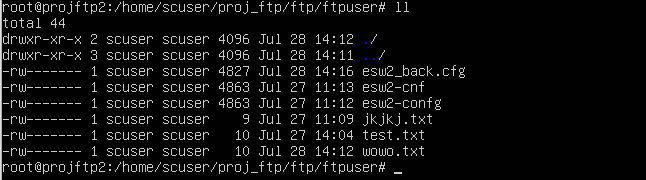 root@projftp2:/home/scuser/proj_ftp/ftp/ftpuser# ll
total 44
drwxr-xr-x 2 scuser scuser 4096 Jul 28 14:12 ./
drwxr-xr-x 3 scuser scuser 4096 Jul 28 14:11 ../
-rw------- 1 scuser scuser 4827 Jul 28 14:16 esw2_back.cfg
-rw------- 1 scuser scuser 4863 Jul 27 11:13 esw2-cnf
-rw------- 1 scuser scuser 4863 Jul 27 11:12 esw2-confg
-rw------- 1 scuser scuser    9 Jul 27 11:09 jkjkj.txt
-rw------- 1 scuser scuser   10 Jul 27 14:04 test.txt
-rw------- 1 scuser scuser   10 Jul 28 14:12 wowo.txt
root@projftp2:/home/scuser/proj_ftp/ftp/ftpuser# _